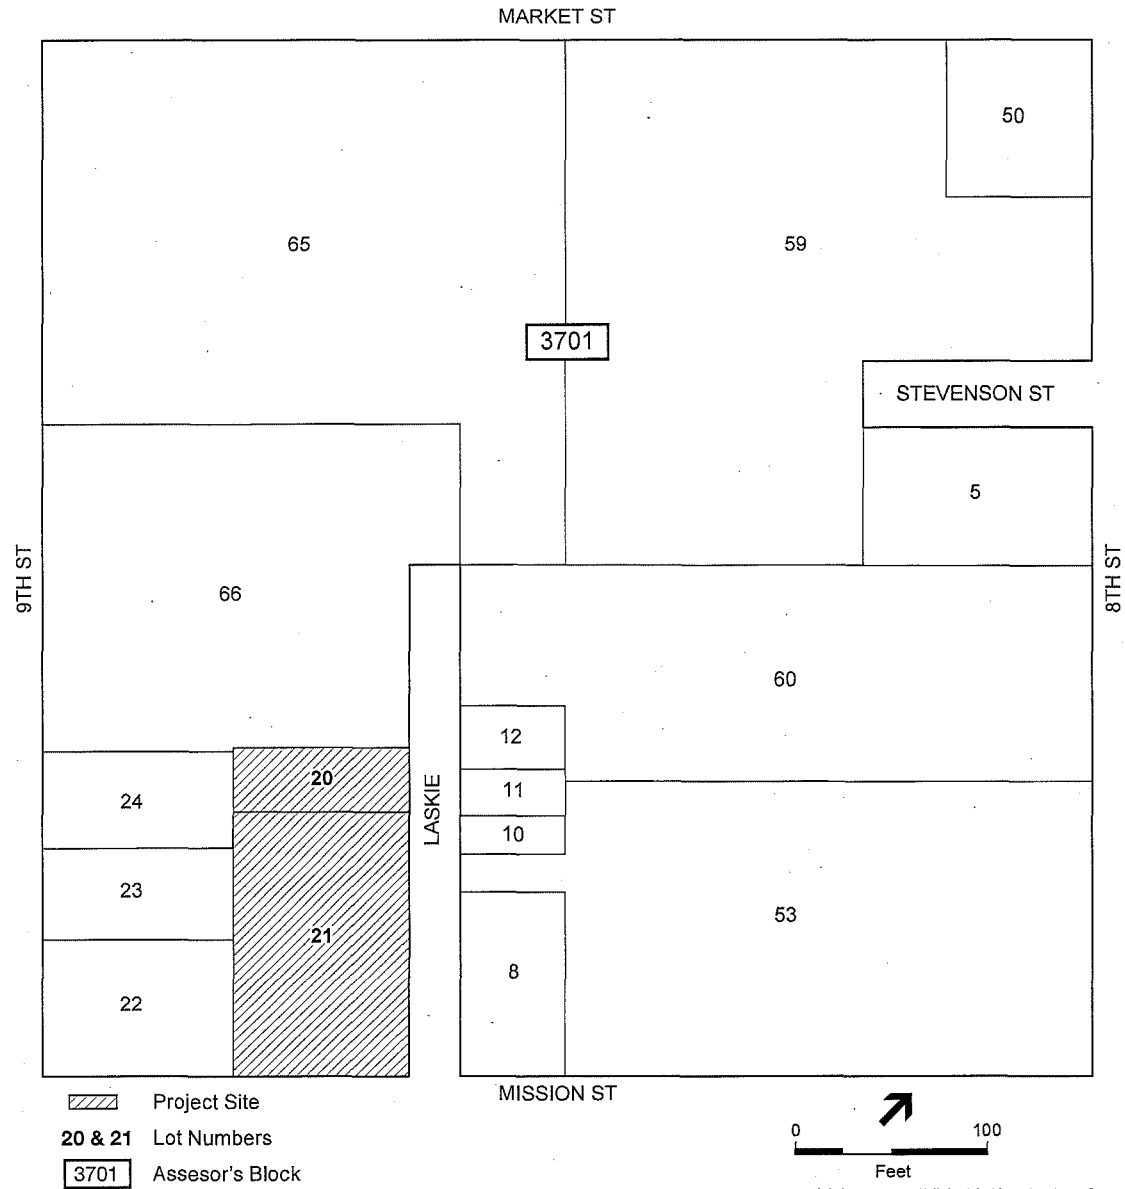 MARKET ST
50
65
59
3701
STEVENSON ST
5
9TH ST
8TH ST
66
60
12
20
11
24
LASKIE
10
23
53
21
8
22
MISSION ST
Project Site
20 & 21 Lot Numbers
0 100
Feet
3701 Assesor's Block